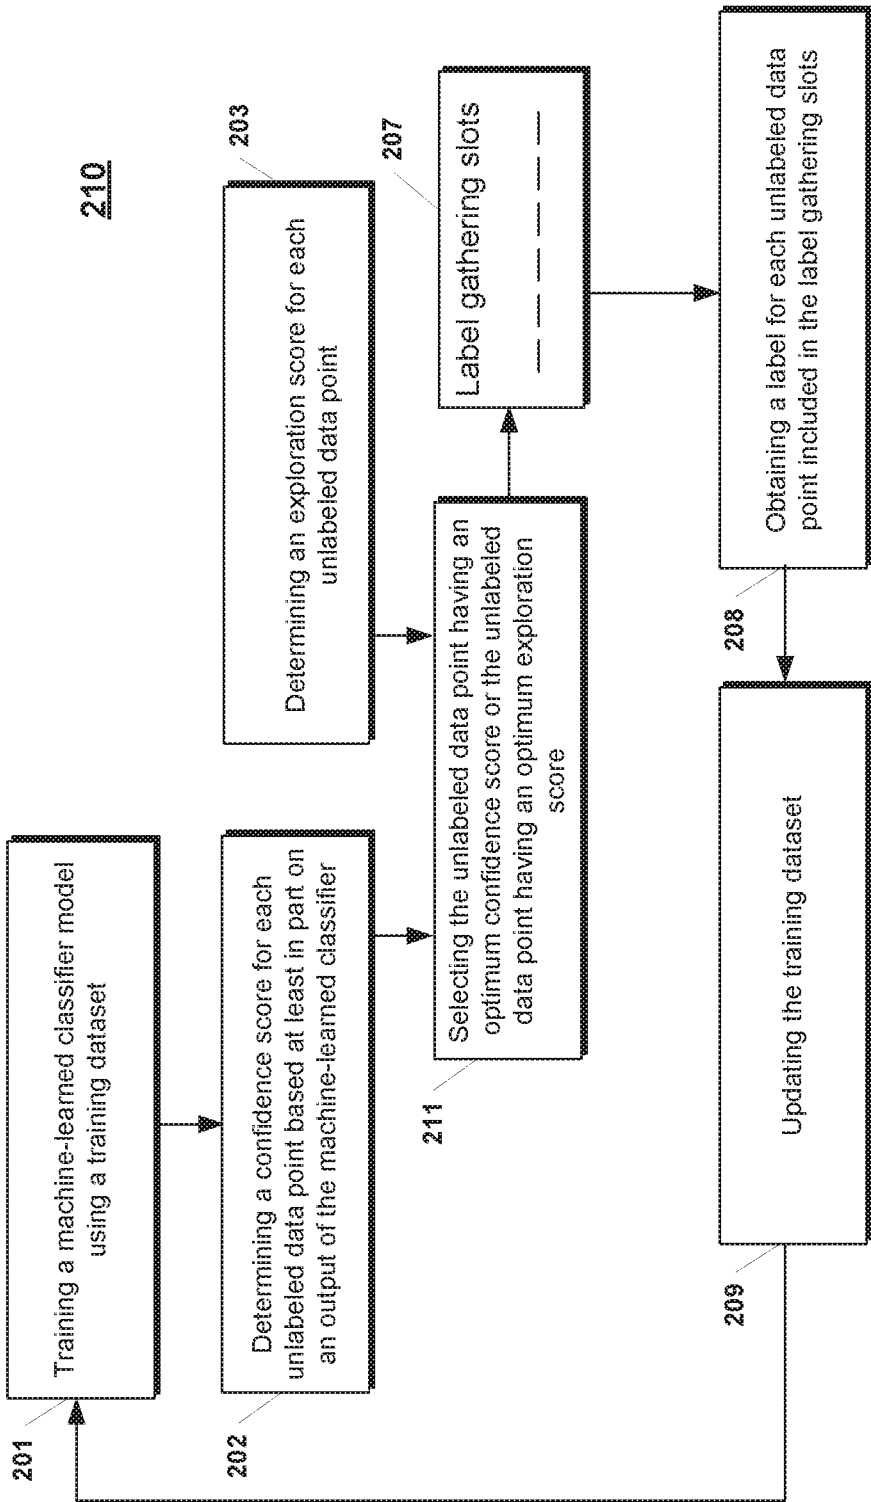 210
Training a machine-learned classifier model
using a training dataset
201
Determining a confidence score for each
unlabeled data point based at least in part on
an output of the machine-learned classifier
202
Determining an exploration score for each
unlabeled data point
203
Selecting the unlabeled data point having an
optimum confidence score or the unlabeled
data point having an optimum exploration
score
211
Label gathering slots
207
Obtaining a label for each unlabeled data
point included in the label gathering slots
208
Updating the training dataset
209